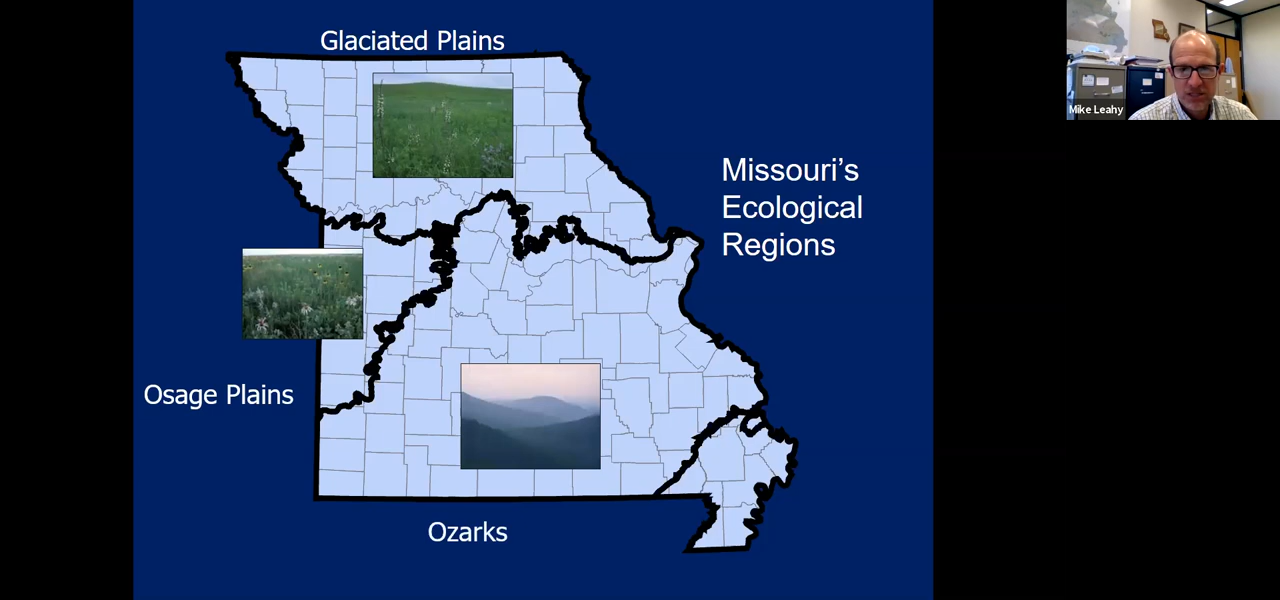 Glaciated Plains
Missouri's
Ecological
Regions
Osage Plains
Ozarks
Mike Leahy